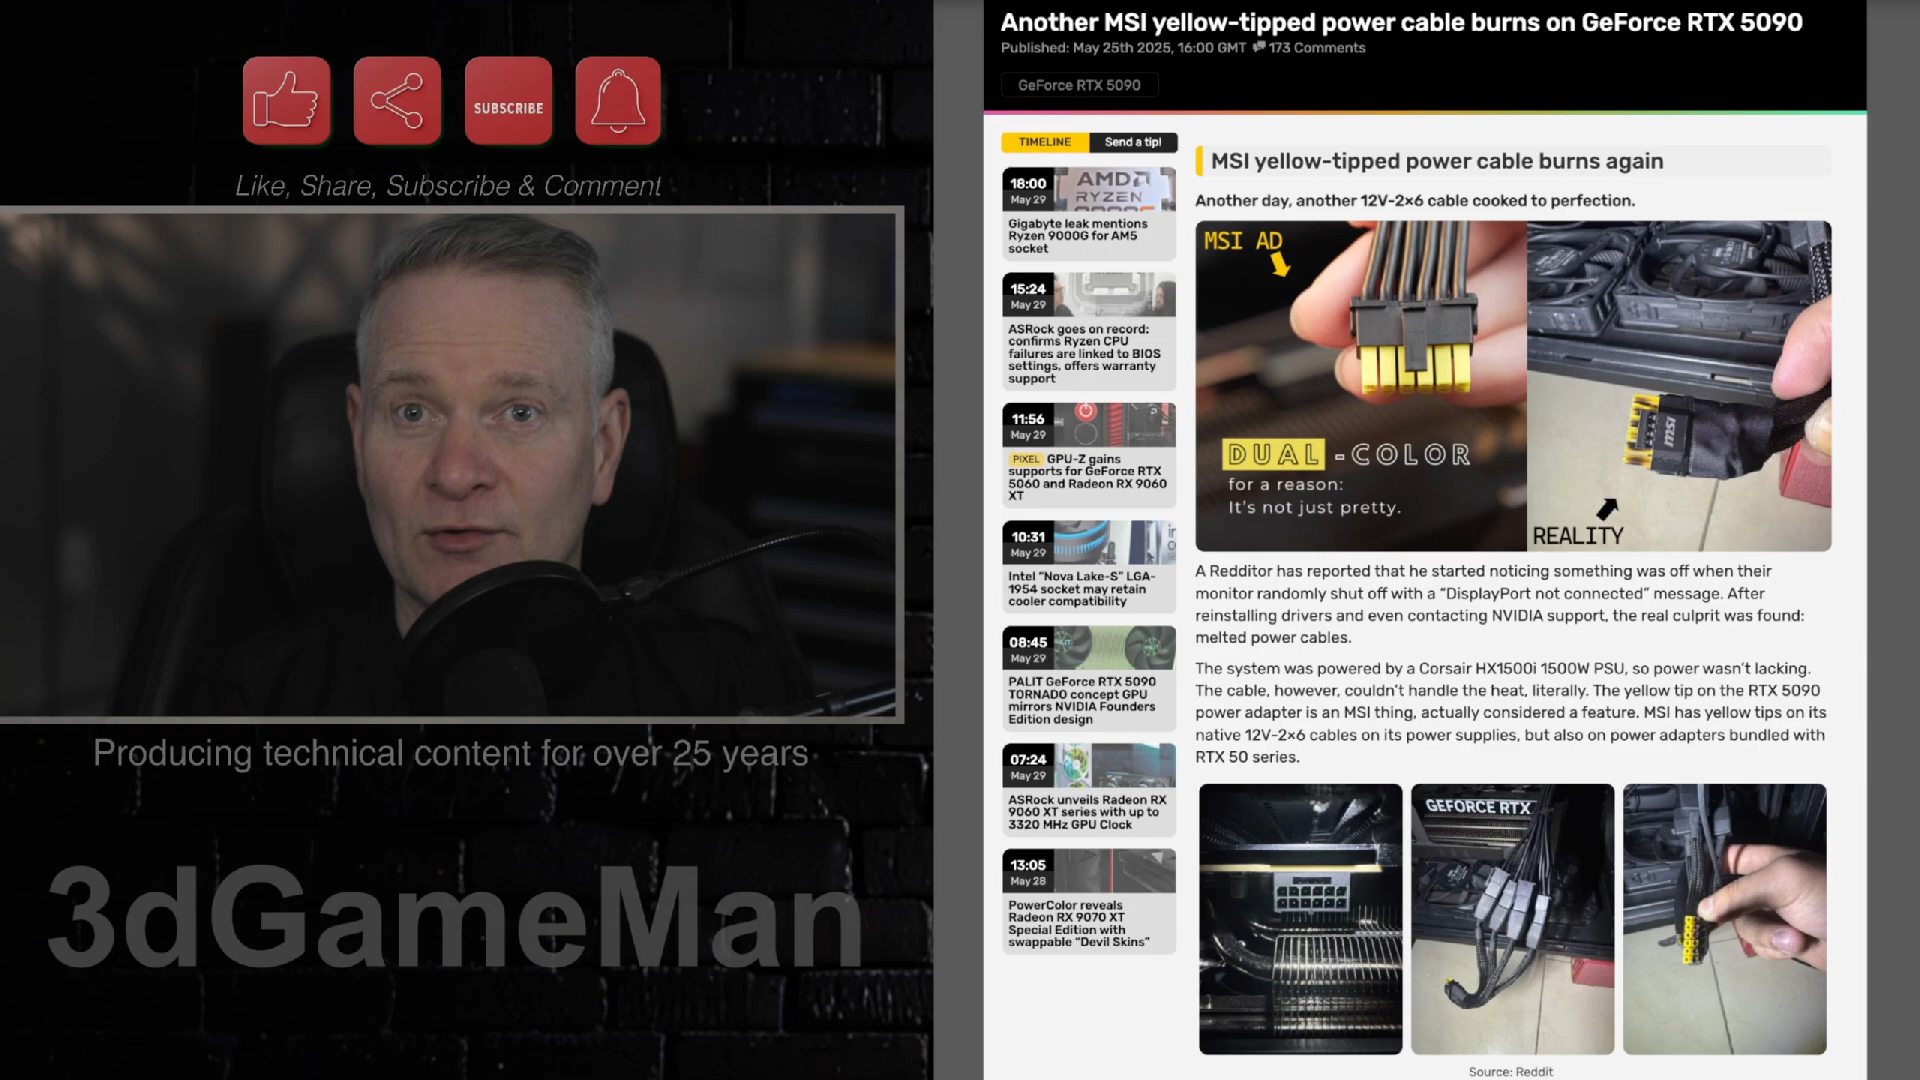 SUBSCRIBE
Like, Share, Subscribe & Comment
Producing technical content for over 25 years
3dGameMan
Another MSI yellow-tipped power cable burns on GeForce RTX 5090
Published: May 25th 2025, 16:00 GMT 173 Comments
GeForce RTX 5090
TIMELINE
Send a tip!
18:00
May 29
AMD
RYZEN
Gigabyte leak mentions
Ryzen 9000G for AM5
socket
15:24
May 29
ASRock goes on record:
confirms Ryzen CPU
failures are linked to BIOS
settings, offers warranty
support
11:56
May 29
PIXEL GPU-Z gains
supports for GeForce RTX
5060 and Radeon RX 9060
XT
10:31
May 29
Intel “Nova Lake-S” LGA-
1954 socket may retain
cooler compatibility
08:45
May 29
PALIT GeForce RTX 5090
TORNADO concept GPU
mirrors NVIDIA Founders
Edition design
07:24
May 29
ASRock unveils Radeon RX
9060 XT series with up to
3320 MHz GPU Clock
13:05
May 28
PowerColor reveals
Radeon RX 9070 XT
Special Edition with
swappable “Devil Skins”
MSI yellow-tipped power cable burns again
Another day, another 12V-2×6 cable cooked to perfection.
MSI AD
DUAL-COLOR
for a reason:
It's not just pretty.
msi
REALITY
A Redditor has reported that he started noticing something was off when their
monitor randomly shut off with a “DisplayPort not connected” message. After
reinstalling drivers and even contacting NVIDIA support, the real culprit was found:
melted power cables.
The system was powered by a Corsair HX1500i 1500W PSU, so power wasn’t lacking.
The cable, however, couldn’t handle the heat, literally. The yellow tip on the RTX 5090
power adapter is an MSI thing, actually considered a feature. MSI has yellow tips on its
native 12V-2×6 cables on its power supplies, but also on power adapters bundled with
RTX 50 series.
GEFORCE RTX
Source: Reddit